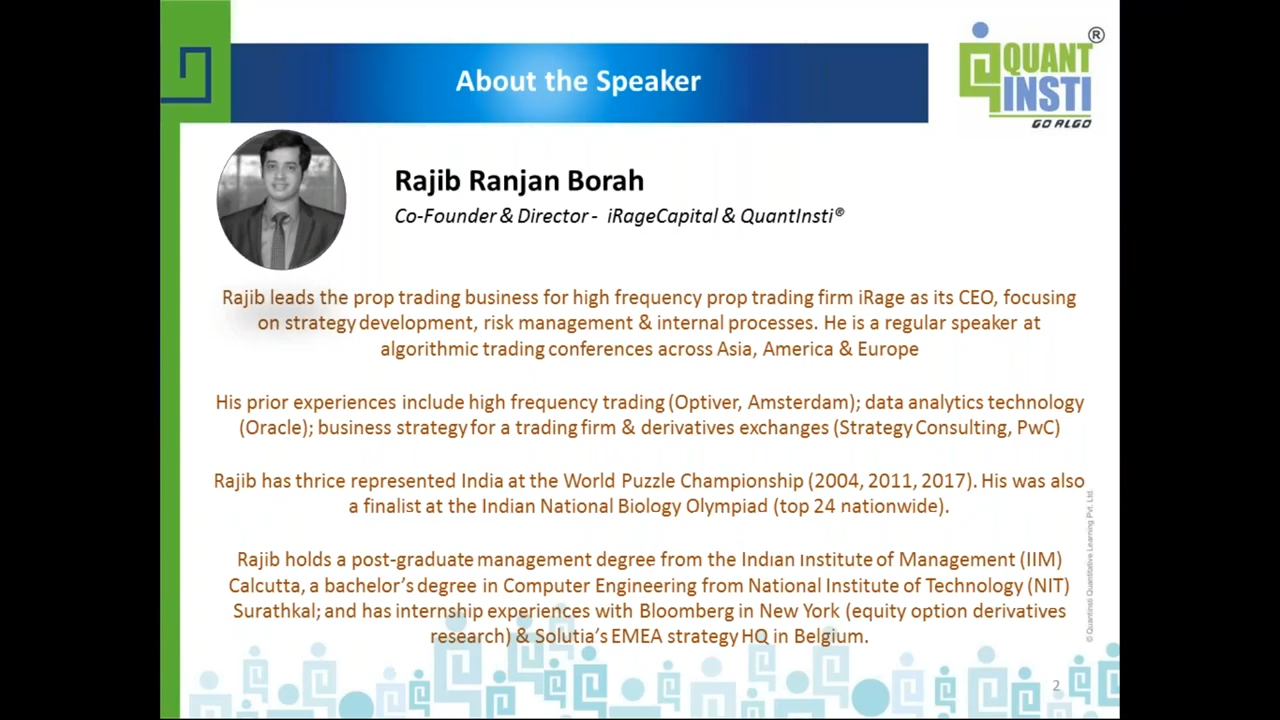 About the Speaker
QUANT
INSTI
®
GO ALGO
Rajib Ranjan Borah
Co-Founder & Director - iRageCapital & QuantInsti®
Rajib leads the prop trading business for high frequency prop trading firm iRage as its CEO, focusing
on strategy development, risk management & internal processes. He is a regular speaker at
algorithmic trading conferences across Asia, America & Europe
His prior experiences include high frequency trading (Optiver, Amsterdam); data analytics technology
(Oracle); business strategy for a trading firm & derivatives exchanges (Strategy Consulting, PwC)
Rajib has thrice represented India at the World Puzzle Championship (2004, 2011, 2017). His was also
a finalist at the Indian National Biology Olympiad (top 24 nationwide).
Rajib holds a post-graduate management degree from the Indian Institute of Management (IIM)
Calcutta, a bachelor's degree in Computer Engineering from National Institute of Technology (NIT)
Surathkal; and has internship experiences with Bloomberg in New York (equity option derivatives
research) & Solutia's EMEA strategy HQ in Belgium.
© QuantInsti Quantitative Learning Pvt. Ltd.
2